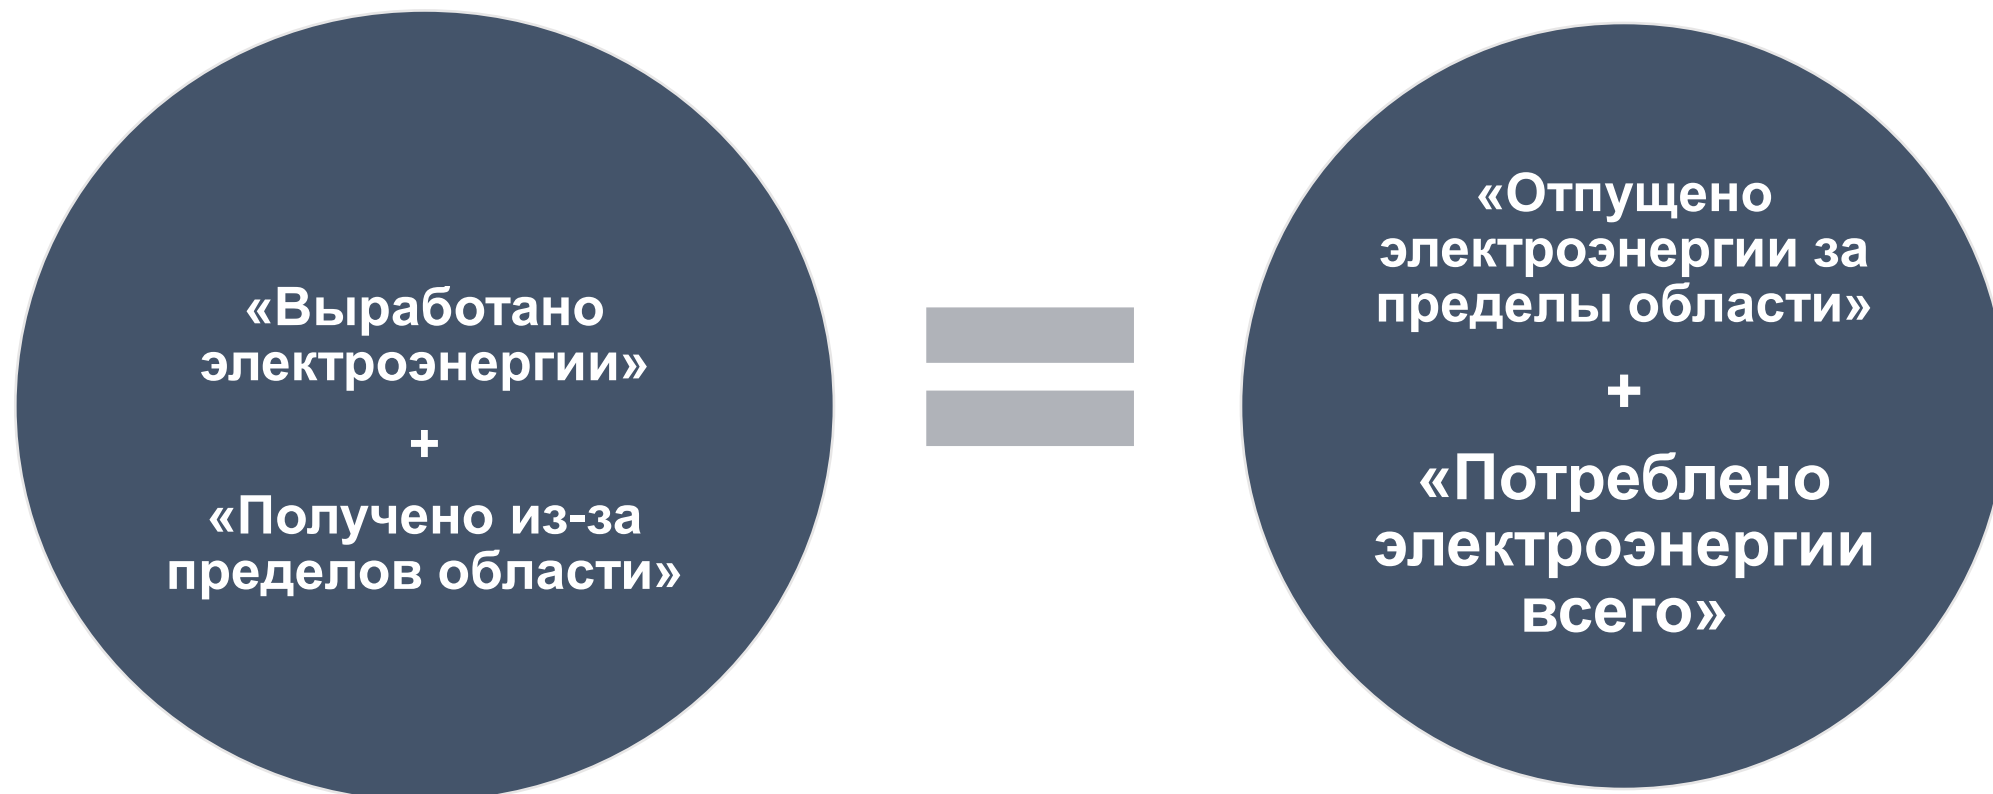 «Выработано
электроэнергии»
+
«Получено из-за
пределов области»
=
«Отпущено
электроэнергии за
пределы области»
+
«Потреблено
электроэнергии
всего»